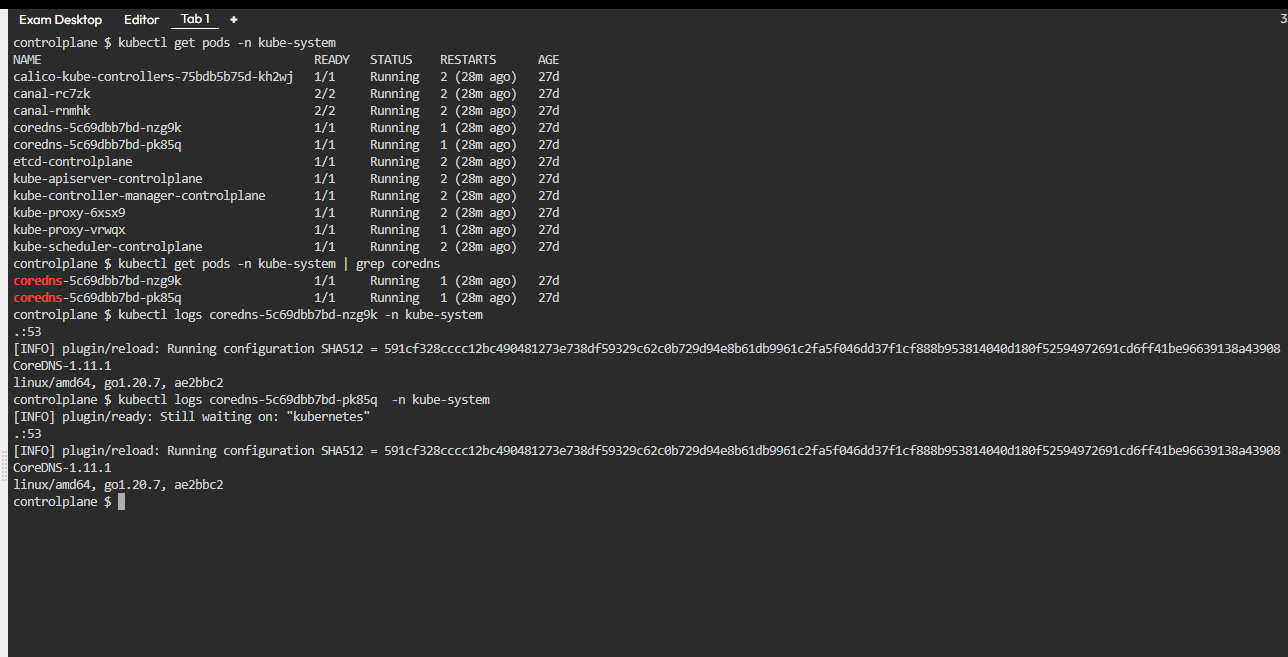 Exam Desktop Editor Tab 1 +
3
controlplane $ kubectl get pods -n kube-system
NAME READY STATUS RESTARTS AGE
calico-kube-controllers-75bdb5b75d-kh2wj 1/1 Running 2 (28m ago) 27d
canal-rc7zk 2/2 Running 2 (28m ago) 27d
canal-rnmhk 2/2 Running 2 (28m ago) 27d
coredns-5c69dbb7bd-nzg9k 1/1 Running 1 (28m ago) 27d
coredns-5c69dbb7bd-pk85q 1/1 Running 1 (28m ago) 27d
etcd-controlplane 1/1 Running 2 (28m ago) 27d
kube-apiserver-controlplane 1/1 Running 2 (28m ago) 27d
kube-controller-manager-controlplane 1/1 Running 2 (28m ago) 27d
kube-proxy-6xsx9 1/1 Running 2 (28m ago) 27d
kube-proxy-vrwqx 1/1 Running 1 (28m ago) 27d
kube-scheduler-controlplane 1/1 Running 2 (28m ago) 27d
controlplane $ kubectl get pods -n kube-system | grep coredns
coredns-5c69dbb7bd-nzg9k 1/1 Running 1 (28m ago) 27d
coredns-5c69dbb7bd-pk85q 1/1 Running 1 (28m ago) 27d
controlplane $ kubectl logs coredns-5c69dbb7bd-nzg9k -n kube-system
.:53
[INFO] plugin/reload: Running configuration SHA512 = 591cf328cccc12bc490481273e738df59329c62c0b729d94e8b61db9961c2fa5f046dd37f1cf888b953814040d180f52594972691cd6ff41be96639138a43908
CoreDNS-1.11.1
linux/amd64, go1.20.7, ae2bbc2
controlplane $ kubectl logs coredns-5c69dbb7bd-pk85q -n kube-system
[INFO] plugin/ready: Still waiting on: "kubernetes"
.:53
[INFO] plugin/reload: Running configuration SHA512 = 591cf328cccc12bc490481273e738df59329c62c0b729d94e8b61db9961c2fa5f046dd37f1cf888b953814040d180f52594972691cd6ff41be96639138a43908
CoreDNS-1.11.1
linux/amd64, go1.20.7, ae2bbc2
controlplane $